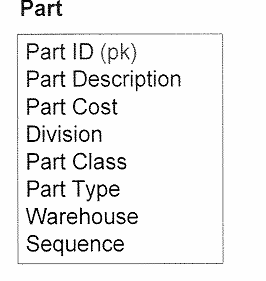 Part
Part ID (pk)
Part Description
Part Cost
Division
Part Class
Part Type
Warehouse
Sequence